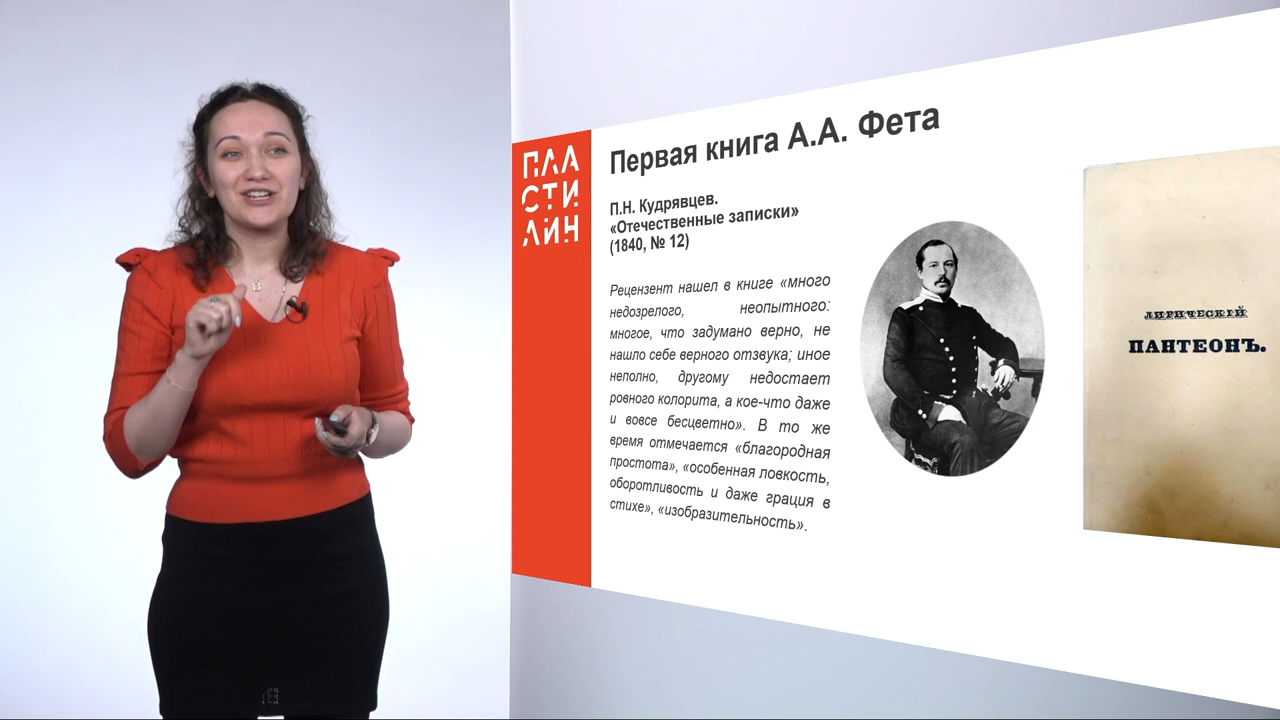 ПЛА
СТИ
ЛИН
Первая книга А.А. Фета
П.Н. Кудрявцев.
«Отечественные записки»
(1840, № 12)
Рецензент нашел в книге «много
недозрелого, неопытного:
многое, что задумано верно, не
нашло себе верного отзвука; иное
неполно, другому недостает
ровного колорита, а кое-что даже
и вовсе бесцветно». В то же
время отмечается «благородная
простота», «особенная ловкость,
оборотливость и даже грация в
стихе», «изобразительность».
ЛИРИЧЕСКІЙ
ПАНТЕОНЪ.